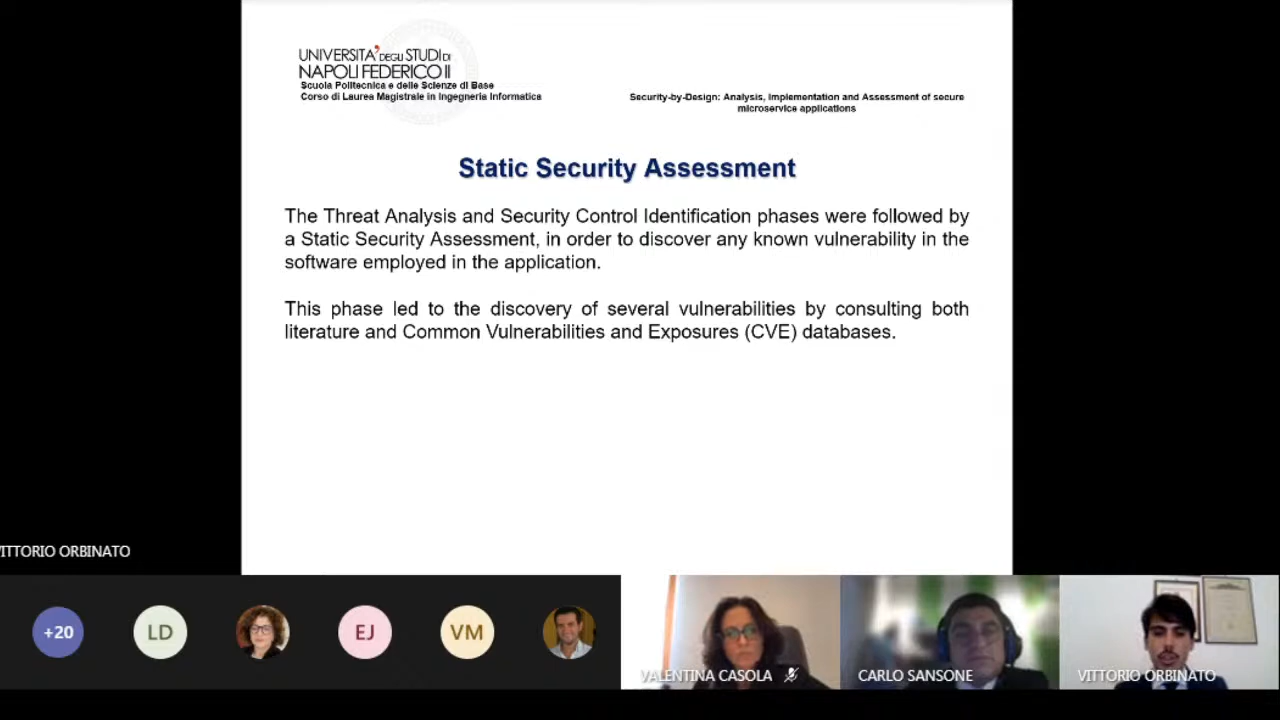 UNIVERSITA' DEGLI STUDI DI
NAPOLI FEDERICO II
Scuola Politecnica e delle Scienze di Base
Corso di Laurea Magistrale in Ingegneria Informatica
Security-by-Design: Analysis, Implementation and Assessment of secure
microservice applications
Static Security Assessment
The Threat Analysis and Security Control Identification phases were followed by
a Static Security Assessment, in order to discover any known vulnerability in the
software employed in the application.
This phase led to the discovery of several vulnerabilities by consulting both
literature and Common Vulnerabilities and Exposures (CVE) databases.
ITTORIO ORBINATO
+20
LD
EJ
VM
VALENTINA CASOLA
CARLO SANSONE
VITTORIO ORBINATO